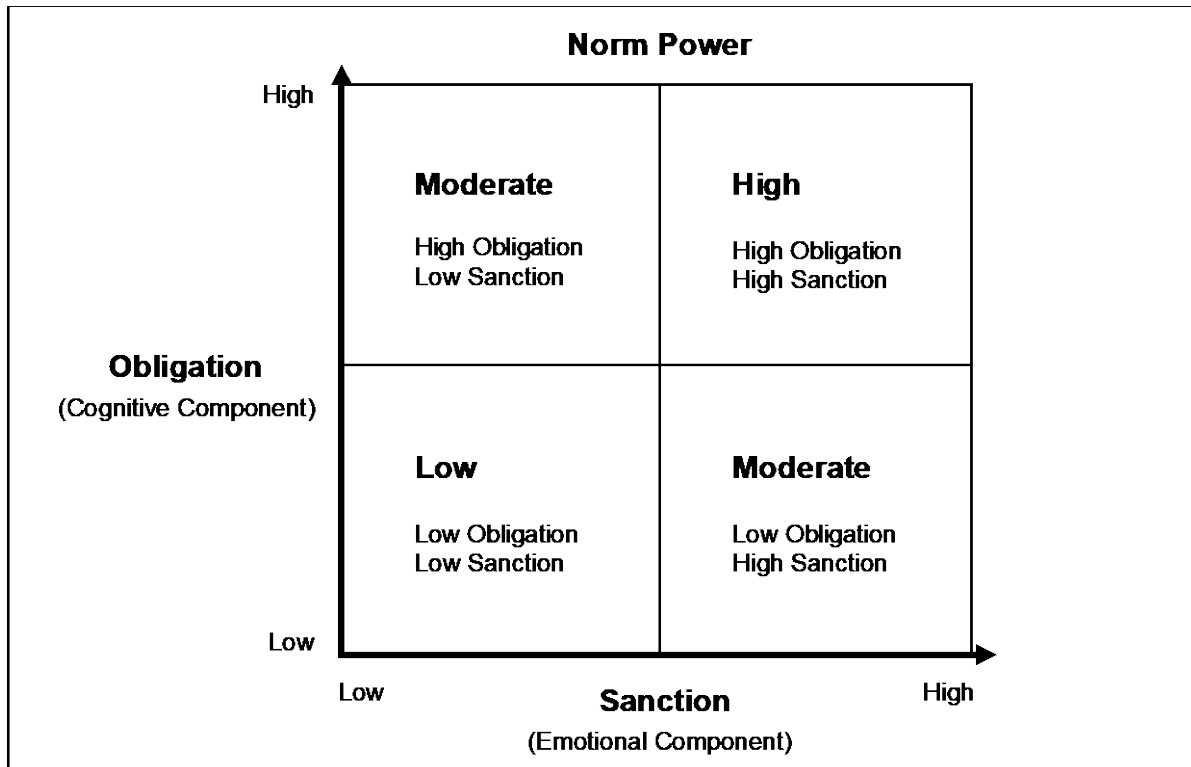 Norm Power
High
Moderate
High Obligation
Low Sanction
High
High Obligation
High Sanction
Obligation
(Cognitive Component)
Low
Low Obligation
Low Sanction
Moderate
Low Obligation
High Sanction
Low
Low
Sanction
(Emotional Component)
High